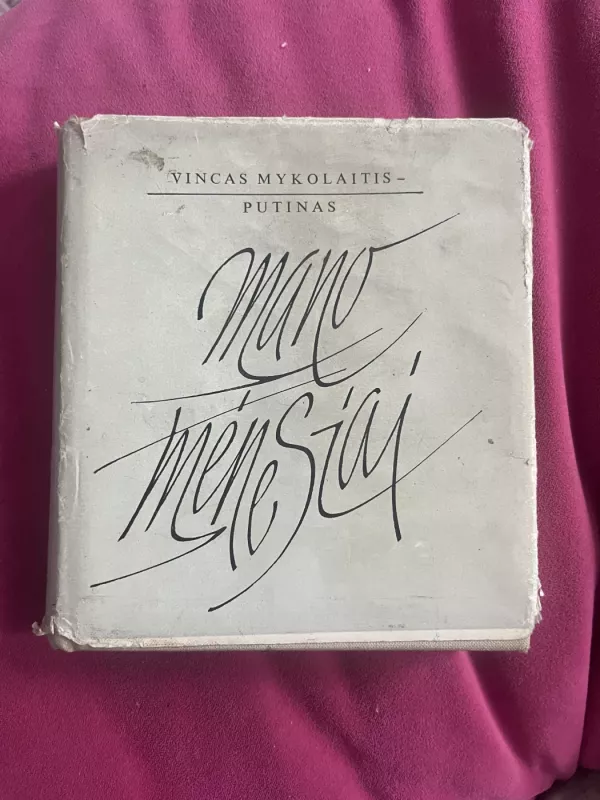 VINCAS MYKOLAITIS–
PUTINAS
mano
mėnesiai